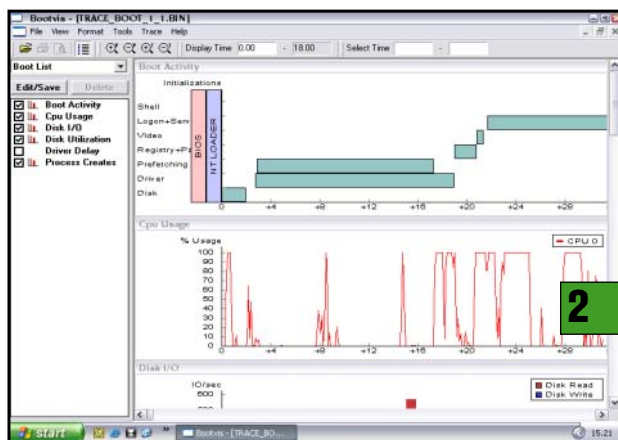 Bootvis - [TRACE_BOOT_1_1.BIN]
File View Format Tools Trace Help
Display Time 0.00 - 18.00 Select Time -
Boot List
Edit/Save Delete
Boot Activity
Cpu Usage
Disk I/O
Disk Utilization
Driver Delay
Process Creates
Boot Activity
Initializations
Shell
Logon+Serv
Video
Registry+Pa
Prefetching
Driver
Disk
BIOS
NT LOADER
0 +4 +8 +12 +16 +20 +24 +28
Cpu Usage
% Usage
CPU 0
100
90
80
70
60
50
40
30
20
10
0
0 +4 +8 +12 +16 +20 +24 +28
2
Disk I/O
IO/sec
600
Disk Read
Disk Write
start
Bootvis - [TRACE_BO...
15.21